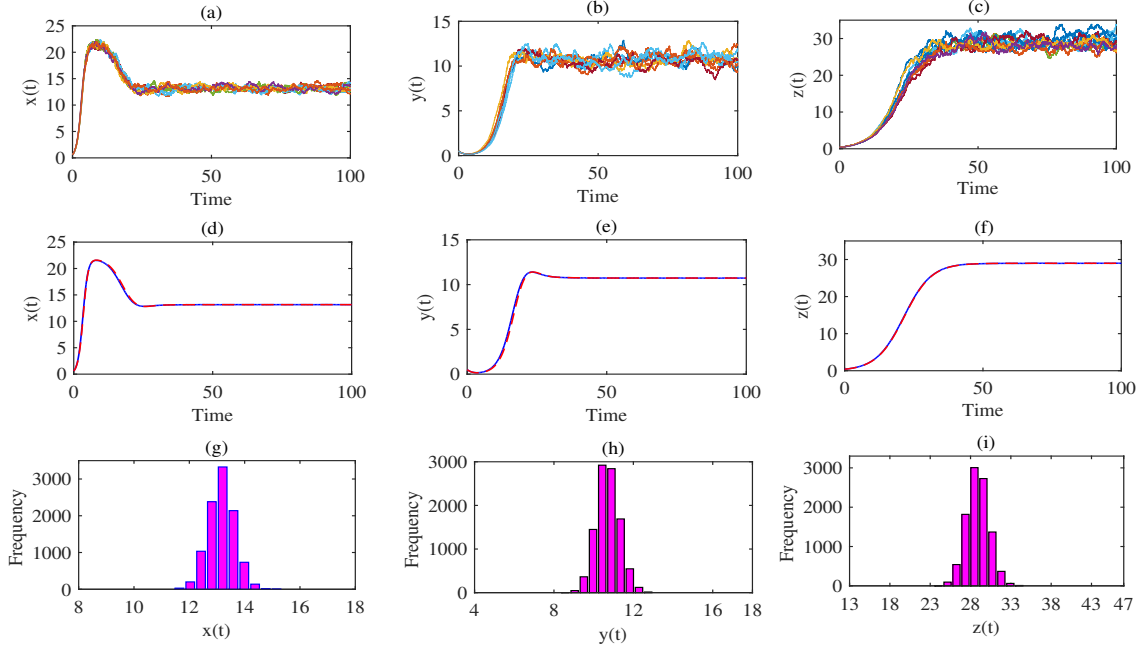 (a)
(b)
(c)
25
20
15
10
5
0
x(t)
0
50
100
Time
15
10
5
0
y(t)
0
50
100
Time
30
20
10
0
z(t)
0
50
100
Time
(d)
(e)
(f)
25
20
15
10
5
0
x(t)
0
50
100
Time
15
10
5
0
y(t)
0
50
100
Time
30
20
10
0
z(t)
0
50
100
Time
(g)
(h)
(i)
3000
2000
1000
0
Frequency
8
10
12
14
16
18
x(t)
3000
2000
1000
0
Frequency
4
8
12
16
18
y(t)
3000
2000
1000
0
Frequency
13
18
23
28
33
38
43
47
z(t)